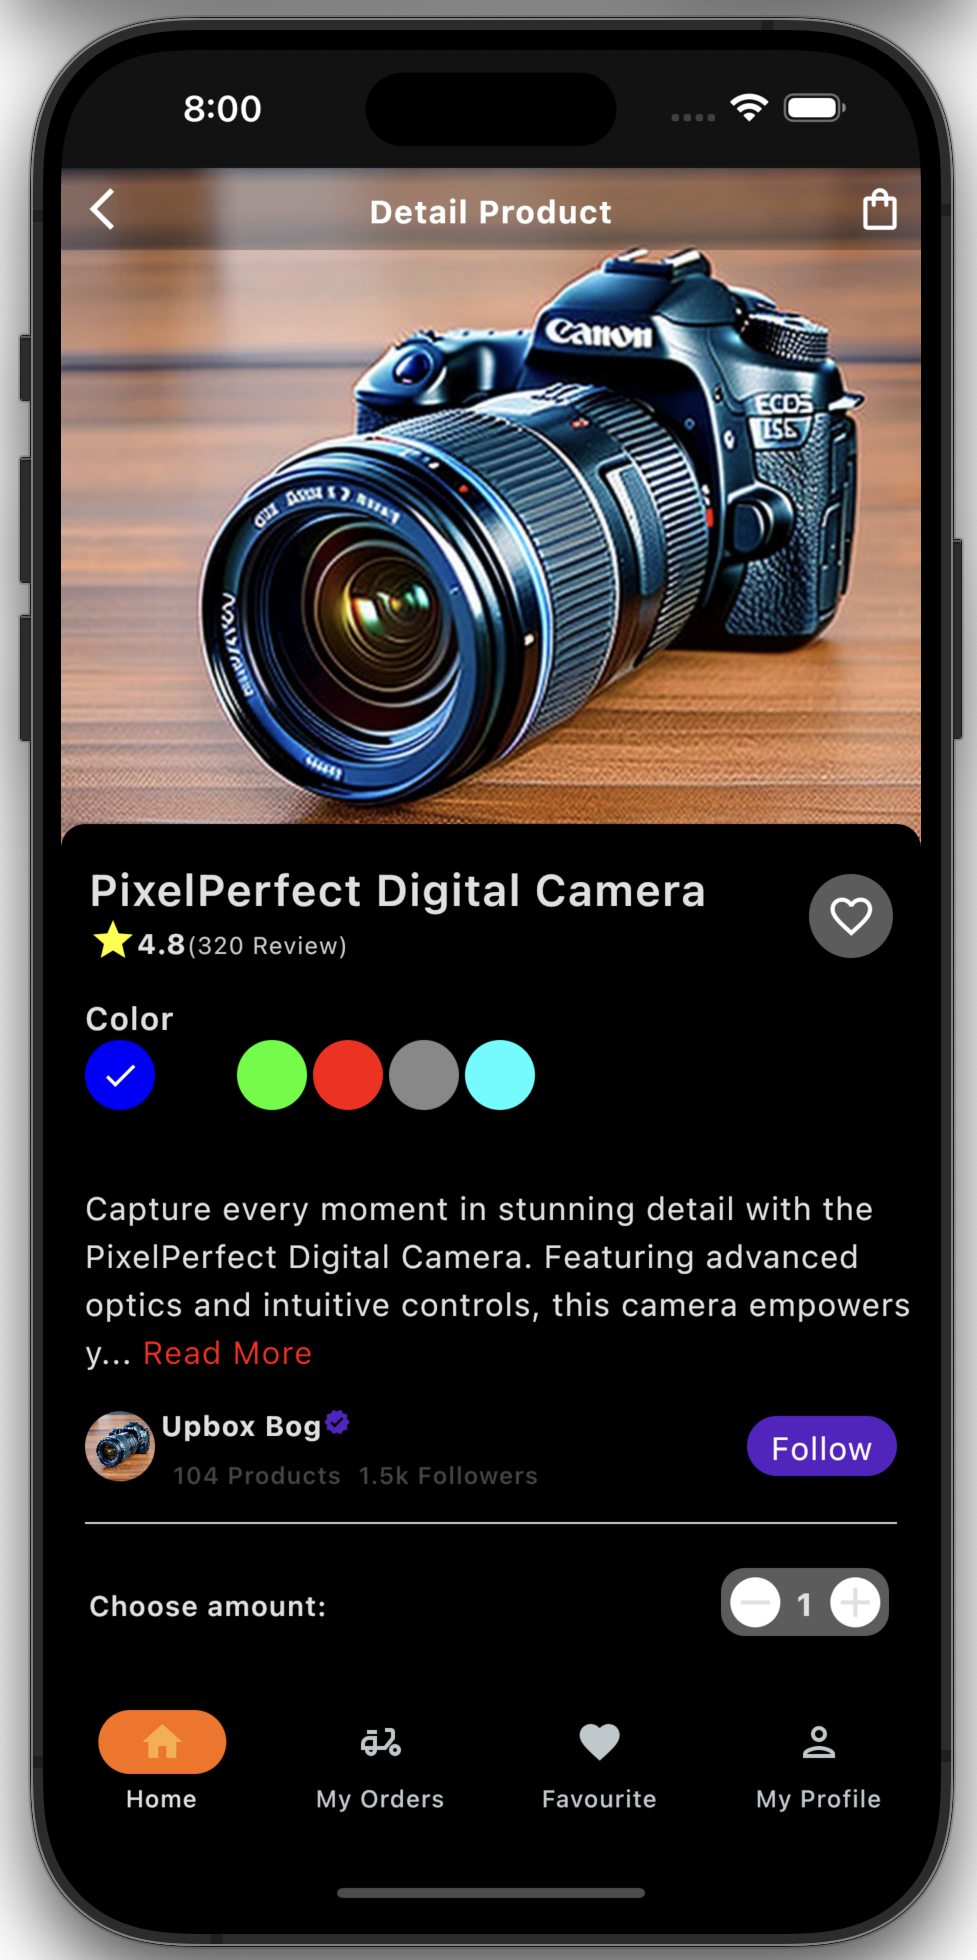 8:00
Detail Product
Canon
PixelPerfect Digital Camera
4.8(320 Review)
Color
Capture every moment in stunning detail with the
PixelPerfect Digital Camera. Featuring advanced
optics and intuitive controls, this camera empowers
y... Read More
Upbox Bog
Follow
104 Products 1.5k Followers
Choose amount:
1
Home
My Orders
Favourite
My Profile